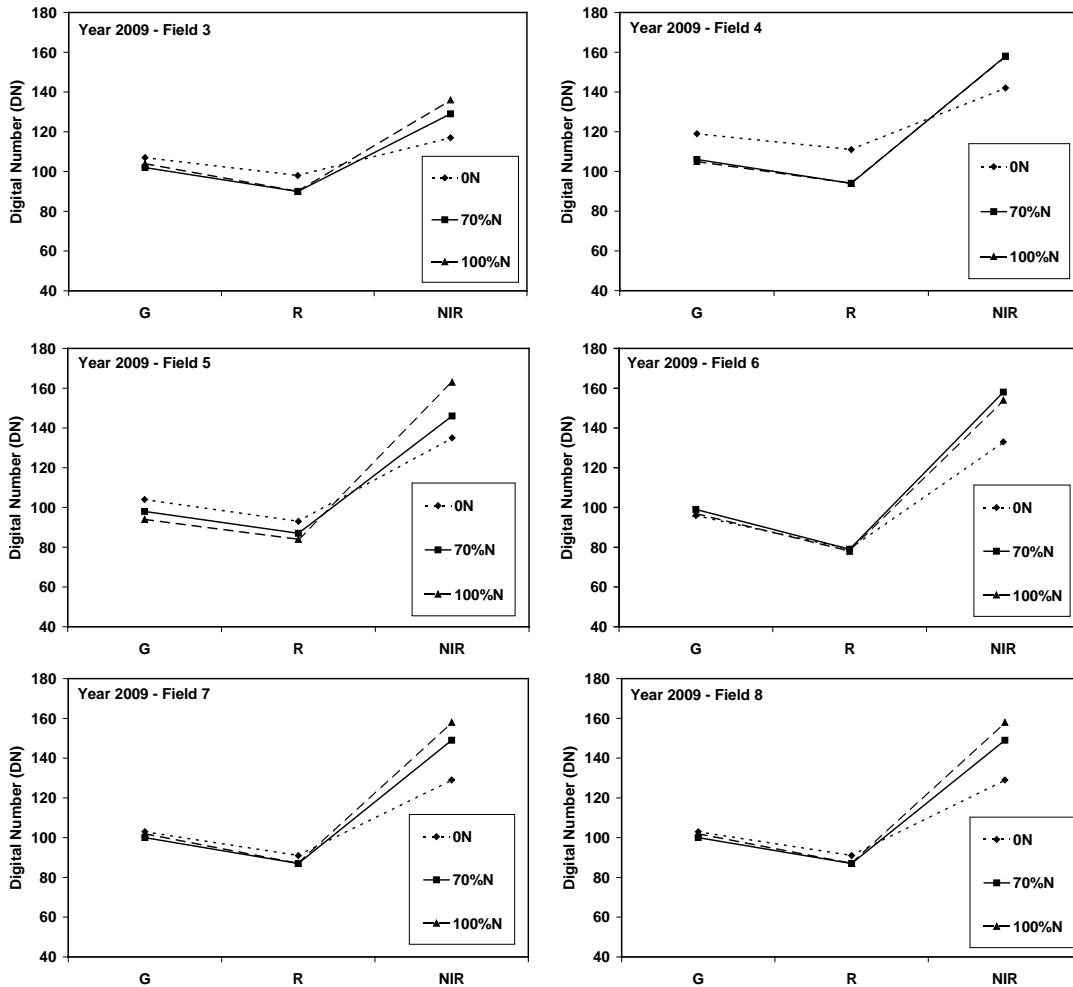 Year 2009 - Field 3
Digital Number (DN)
180
160
140
120
100
80
60
40
G R NIR
0N
70%N
100%N
Year 2009 - Field 4
Digital Number (DN)
180
160
140
120
100
80
60
40
G R NIR
0N
70%N
100%N
Year 2009 - Field 5
Digital Number (DN)
180
160
140
120
100
80
60
40
G R NIR
0N
70%N
100%N
Year 2009 - Field 6
Digital Number (DN)
180
160
140
120
100
80
60
40
G R NIR
0N
70%N
100%N
Year 2009 - Field 7
Digital Number (DN)
180
160
140
120
100
80
60
40
G R NIR
0N
70%N
100%N
Year 2009 - Field 8
Digital Number (DN)
180
160
140
120
100
80
60
40
G R NIR
0N
70%N
100%N